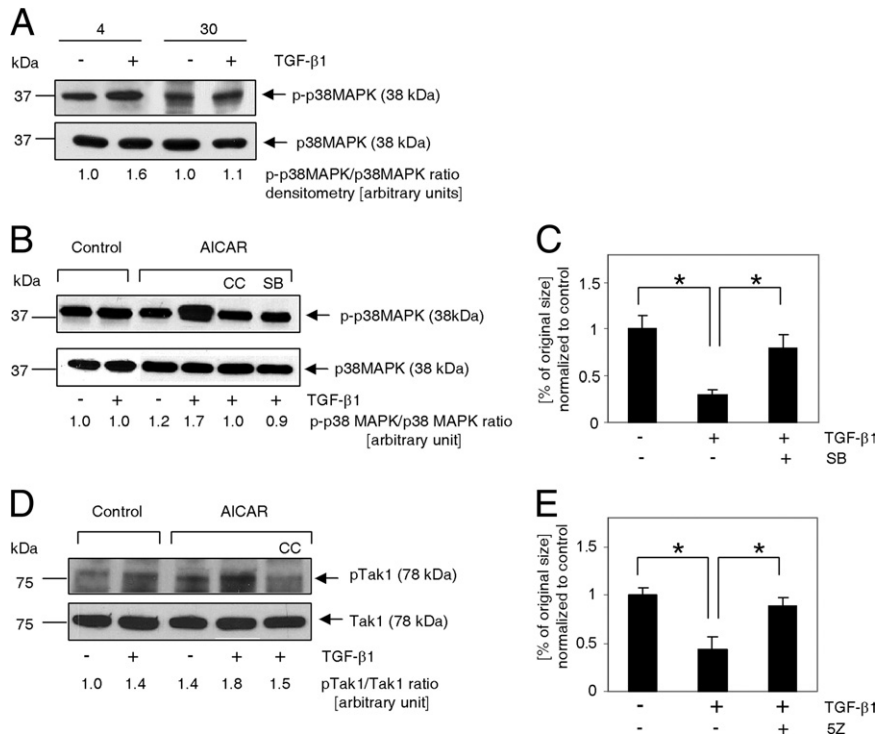 A
4 30
kDa - + - + TGF-β1
37 p-p38MAPK (38 kDa)
37 p38MAPK (38 kDa)
1.0 1.6 1.0 1.1 p-p38MAPK/p38MAPK ratio
densitometry [arbitrary units]
B
Control AICAR
kDa CC SB
37 p-p38MAPK (38kDa)
37 p38MAPK (38 kDa)
- + - + + + TGF-β1
1.0 1.0 1.2 1.7 1.0 0.9 p-p38 MAPK/p38 MAPK ratio
[arbitrary unit]
C
[% of original size]
normalized to control
1.5
1
0.5
0
* *
- + + TGF-β1
- - + SB
D
Control AICAR
kDa CC
75 pTak1 (78 kDa)
75 Tak1 (78 kDa)
- + - + + TGF-β1
1.0 1.4 1.4 1.8 1.5 pTak1/Tak1 ratio
[arbitrary unit]
E
[% of original size]
normalized to control
1.5
1
0.5
0
* *
- + + TGF-β1
- - + 5Z